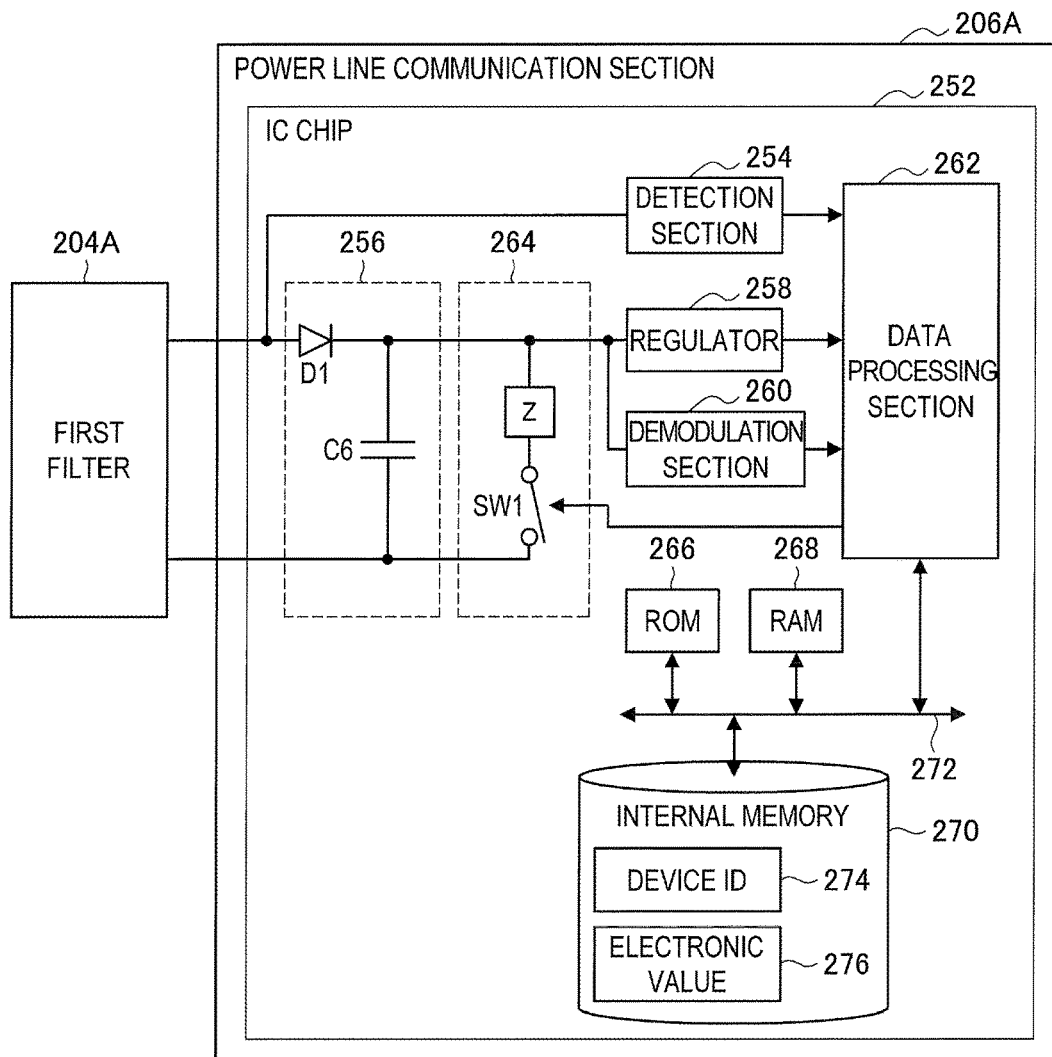 206A
POWER LINE COMMUNICATION SECTION
252
IC CHIP
254
262
DETECTION
SECTION
204A
256
264
258
REGULATOR
DATA
PROCESSING
SECTION
D1
Z
260
FIRST
FILTER
C6
DEMODULATION
SECTION
SW1
266
268
ROM
RAM
272
INTERNAL MEMORY
270
DEVICE ID
274
ELECTRONIC
VALUE
276